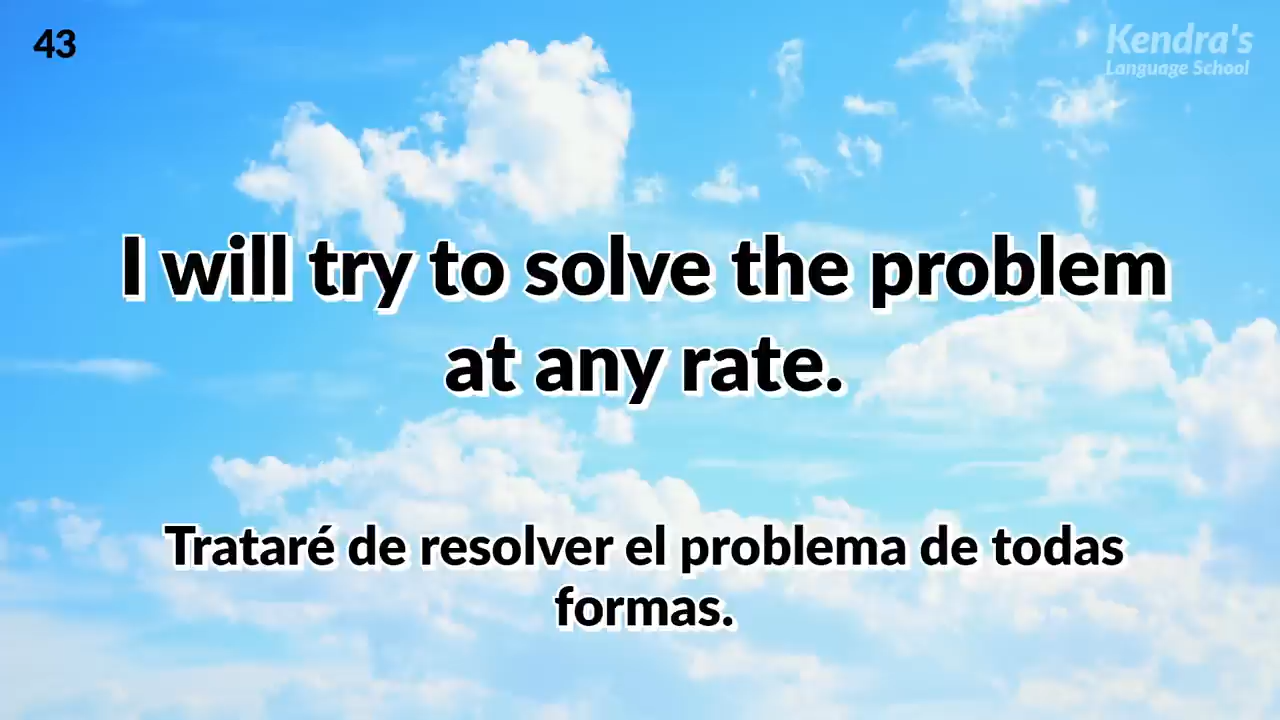 43
Kendra's
Language School
I will try to solve the problem
at any rate.
Trataré de resolver el problema de todas
formas.